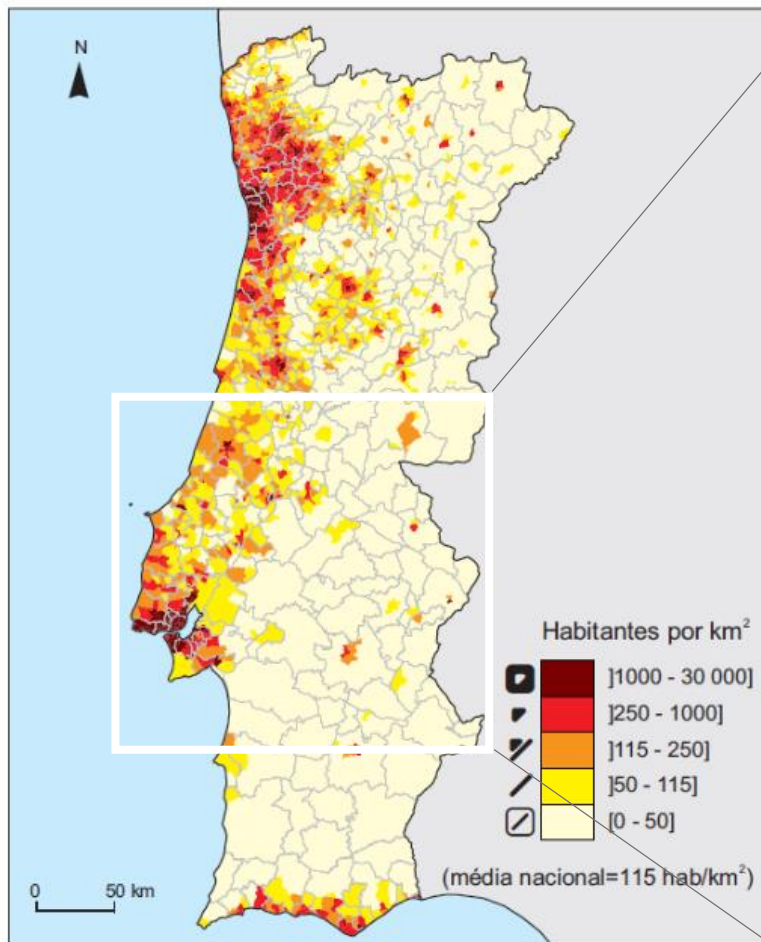 N
Habitantes por km²
]1000 - 30 000]
]250 - 1000]
]115 - 250]
]50 - 115]
[0 - 50]
(média nacional=115 hab/km²)
0 50 km